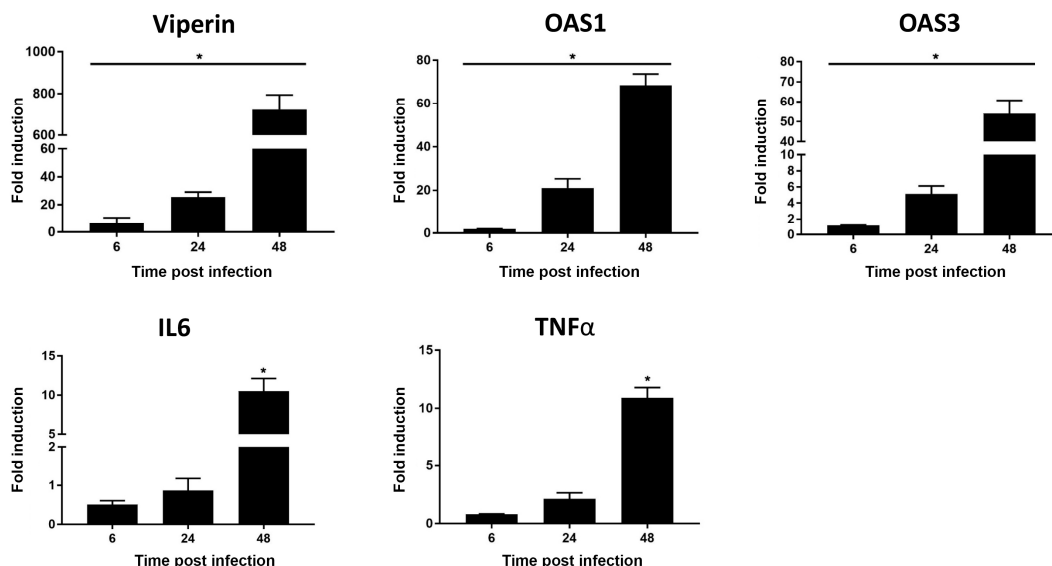 Viperin
*
1000
800
600
60
40
20
0
Fold induction
6 24 48
Time post infection
OAS1
*
80
60
40
20
0
Fold induction
6 24 48
Time post infection
OAS3
*
80
70
60
50
40
10
8
6
4
2
0
Fold induction
6 24 48
Time post infection
IL6
*
15
10
5
2
1
0
Fold induction
6 24 48
Time post infection
TNFα
*
15
10
5
0
Fold induction
6 24 48
Time post infection